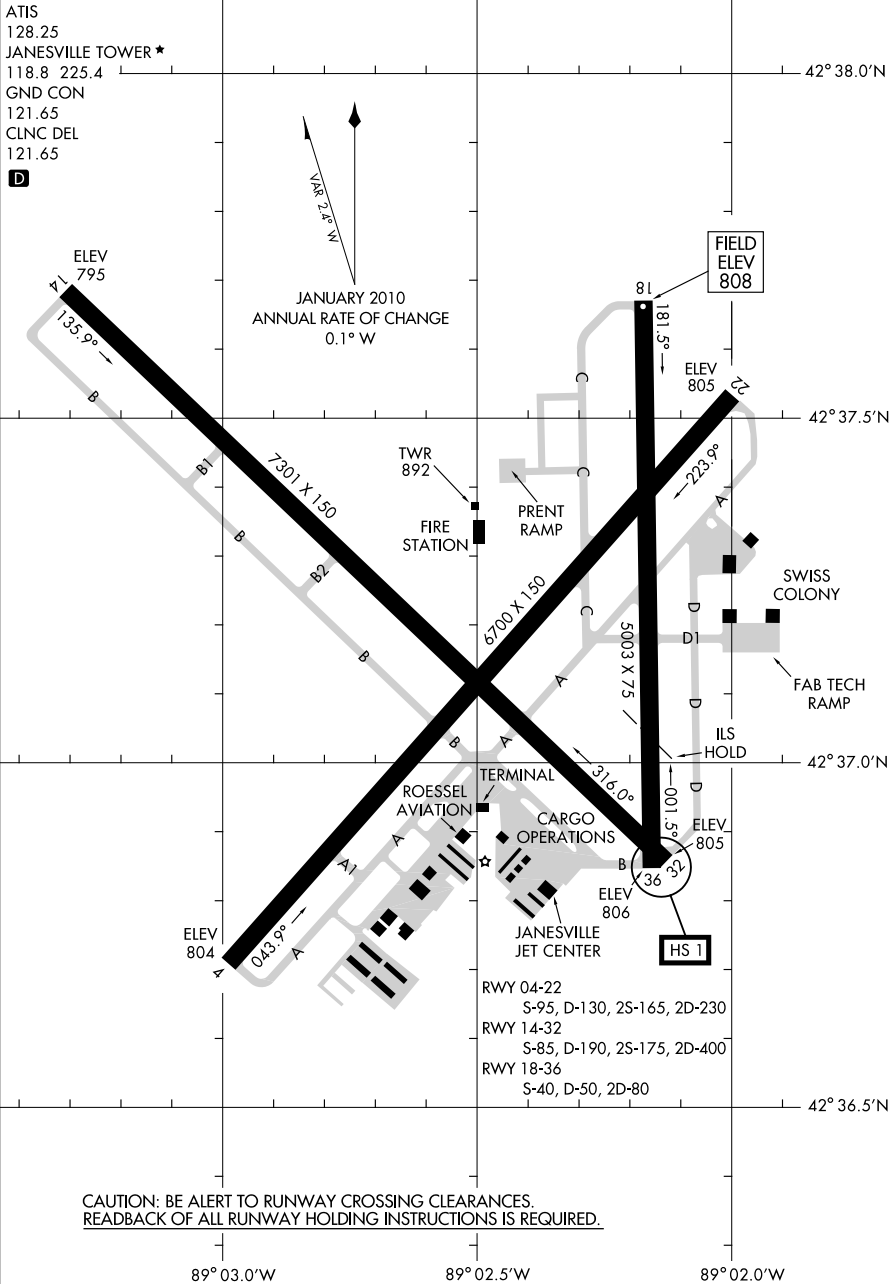 ATIS
128.25
JANESVILLE TOWER ★
118.8 225.4
GND CON
121.65
CLNC DEL
121.65
D
42° 38.0'N
VAR 2.4° W
JANUARY 2010
ANNUAL RATE OF CHANGE
0.1° W
FIELD
ELEV
808
ELEV
795
14
135.9°
18
181.5°
ELEV
805
22
223.9°
42° 37.5'N
B
B1
B
B2
B
B
7301 X 150
TWR
892
FIRE
STATION
PRENT
RAMP
C
C
C
A
6700 X 150
5003 X 75
D
D1
D
D
SWISS
COLONY
FAB TECH
RAMP
A
A
ILS
HOLD
42° 37.0'N
316.0°
001.5°
TERMINAL
ROESSEL
AVIATION
CARGO
OPERATIONS
ELEV
805
A
A1
B
36
32
ELEV
806
HS 1
JANESVILLE
JET CENTER
ELEV
804
4
043.9°
A
RWY 04-22
S-95, D-130, 2S-165, 2D-230
RWY 14-32
S-85, D-190, 2S-175, 2D-400
RWY 18-36
S-40, D-50, 2D-80
42° 36.5'N
CAUTION: BE ALERT TO RUNWAY CROSSING CLEARANCES.
READBACK OF ALL RUNWAY HOLDING INSTRUCTIONS IS REQUIRED.
89° 03.0'W
89° 02.5'W
89° 02.0'W